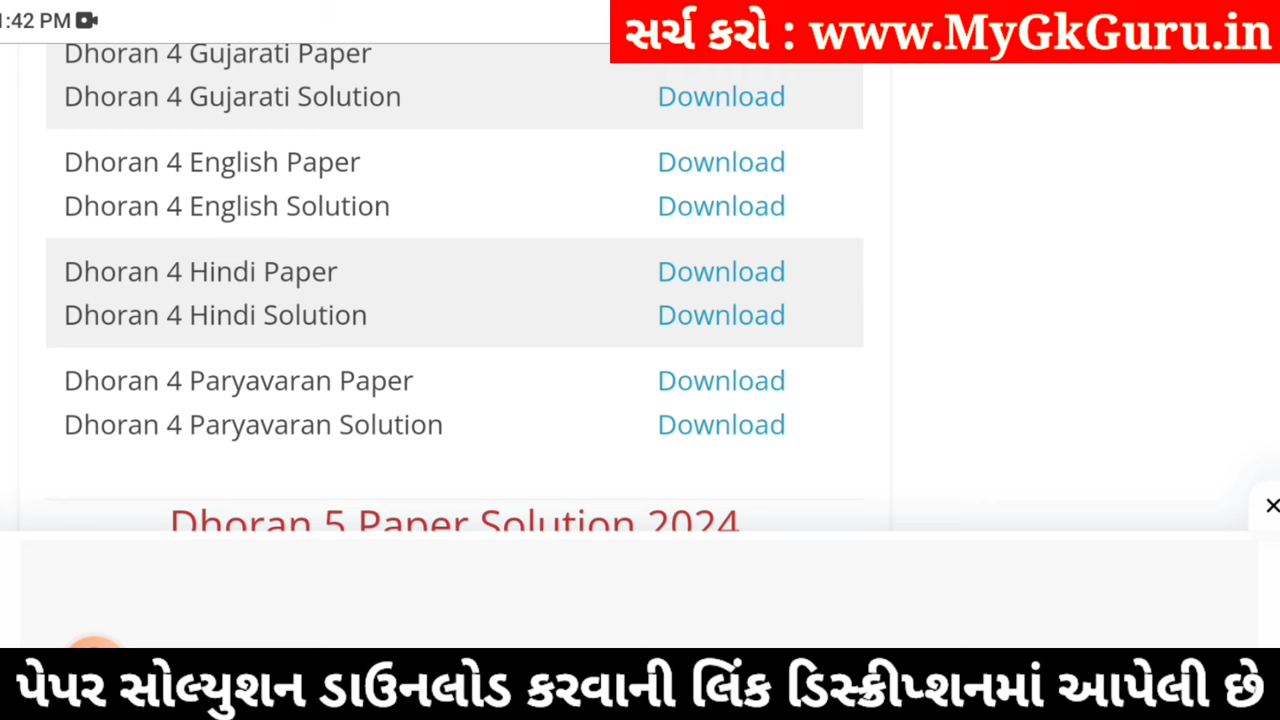 1:42 PM
સર્ચ કરો : www.MyGkGuru.in
Dhoran 4 Gujarati Paper
Dhoran 4 Gujarati Solution Download
Dhoran 4 English Paper Download
Dhoran 4 English Solution Download
Dhoran 4 Hindi Paper Download
Dhoran 4 Hindi Solution Download
Dhoran 4 Paryavaran Paper Download
Dhoran 4 Paryavaran Solution Download
Dhoran 5 Paper Solution 2024
પેપર સોલ્યુશન ડાઉનલોડ કરવાની લિંક ડિસ્ક્રીપ્શનમાં આપેલી છે